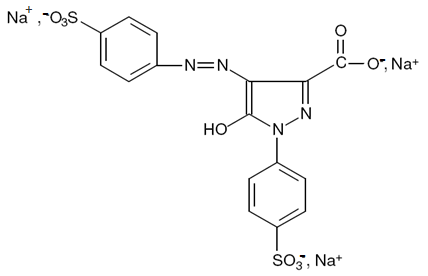 Na⁺,⁻O₃S
O
C
O⁻, Na⁺
N=N
N
HO
N
SO₃⁻, Na⁺